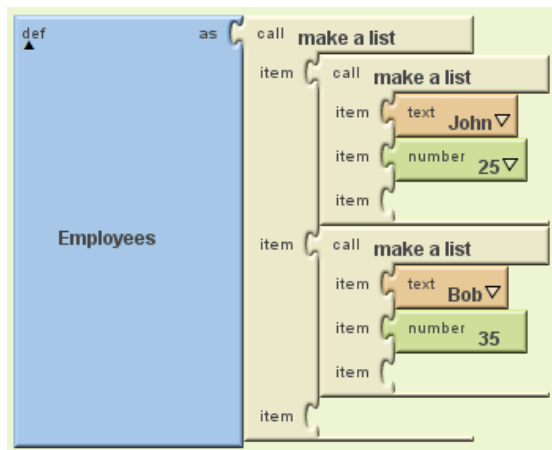 def as call make a list
item call make a list
item text John
item number 25
item
Employees
item call make a list
item text Bob
item number 35
item
item